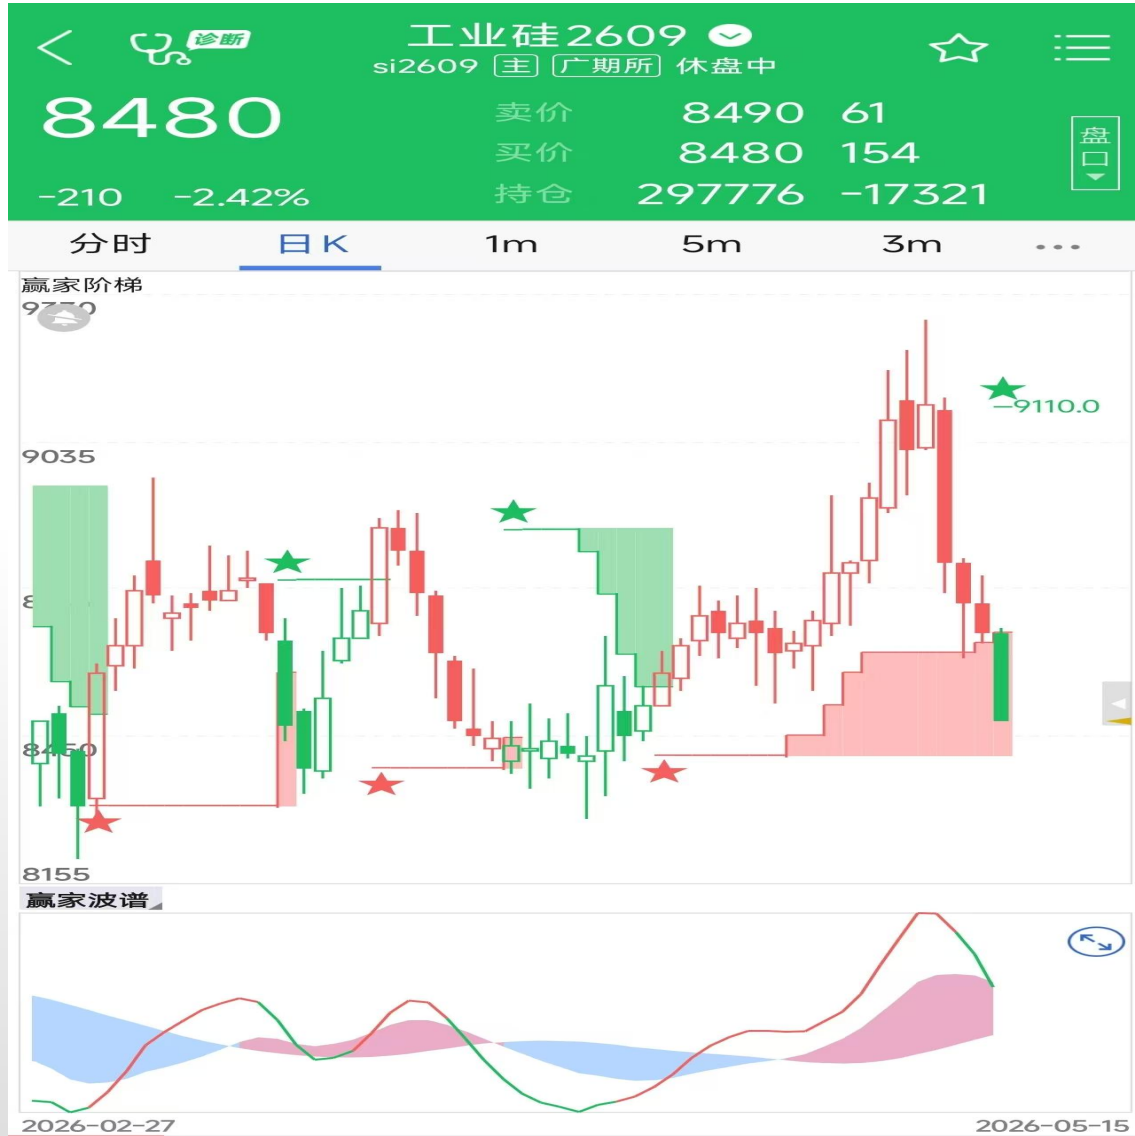 诊断
工业硅2609
si2609 主 广期所 休盘中
8480
卖价 8490 61
买价 8480 154
-210 -2.42%
持仓 297776 -17321
盘口
分时 日K 1m 5m 3m
赢家阶梯
-9110.0
9035
8450
8155
赢家波谱
2026-02-27 2026-05-15